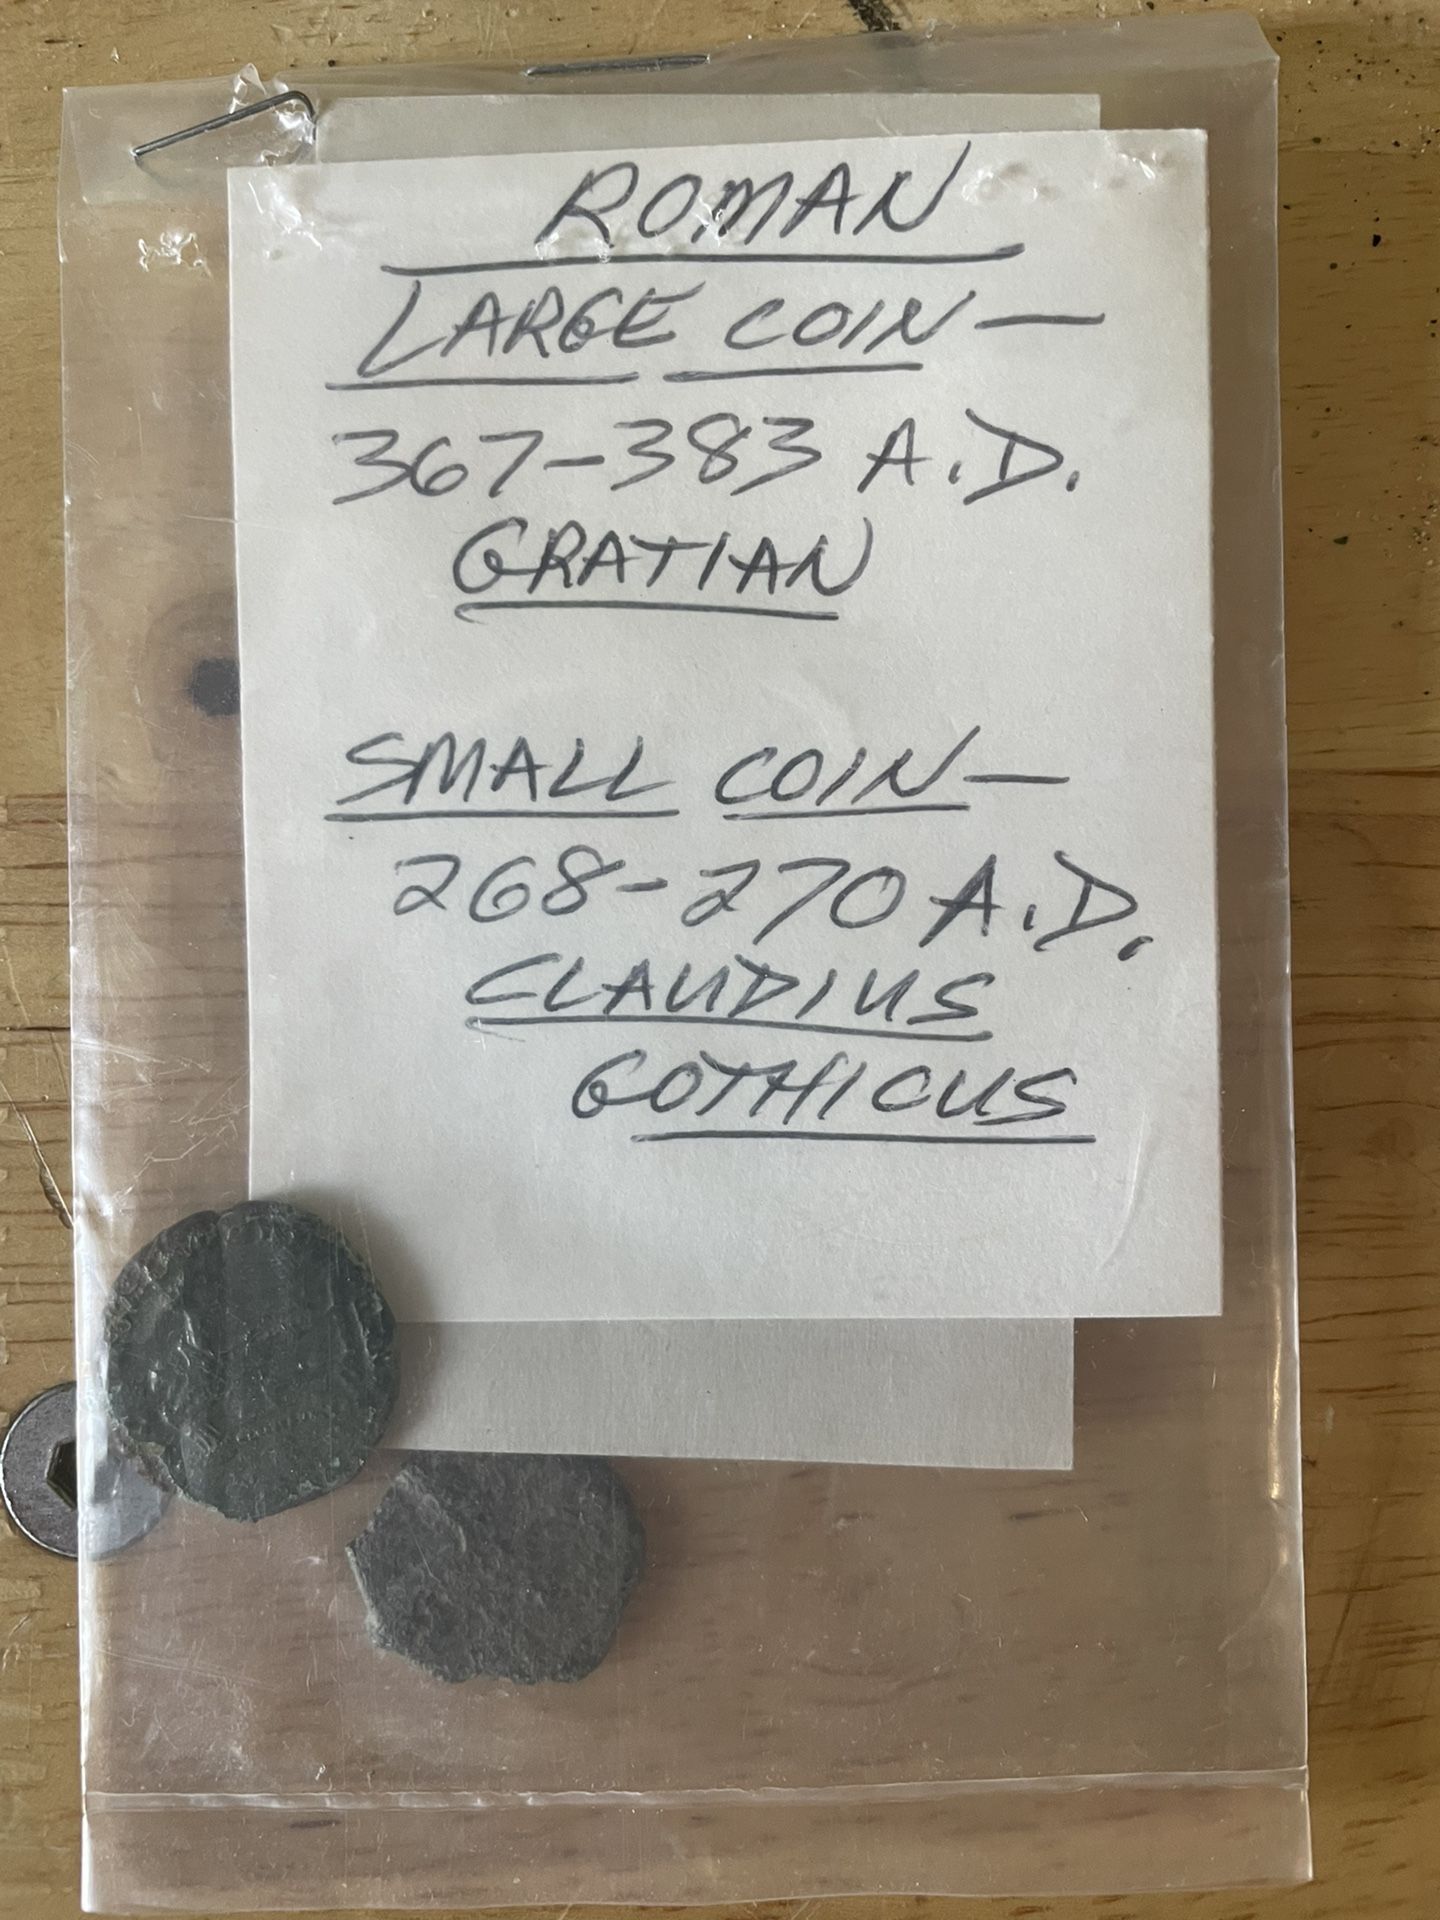 ROMAN
LARGE COIN—
367-383 A.D.
GRATIAN
SMALL COIN—
268-270 A.D.
CLAUDIUS
GOTHICUS